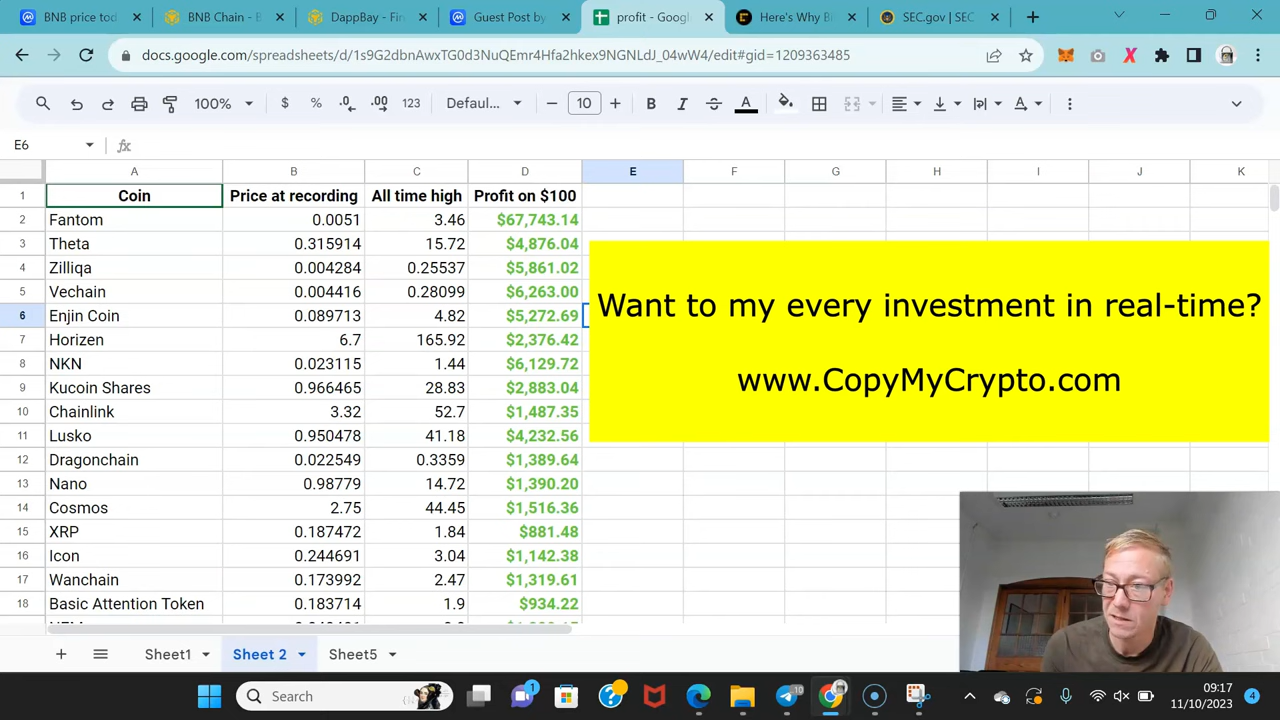 BNB price tod
BNB Chain - B
DappBay - Fin
Guest Post by
profit - Googl
Here's Why Bi
SEC.gov | SEC
docs.google.com/spreadsheets/d/1s9G2dbnAwxTG0d3NuQEmr4Hfa2hkex9NGNLdJ_04wW4/edit#gid=1209363485
100% $ % .0 .00 123 Defaul... 10 B I A A
E6 fx
A B C D E F G H I J K
1 Coin Price at recording All time high Profit on $100
2 Fantom 0.0051 3.46 $67,743.14
3 Theta 0.315914 15.72 $4,876.04
4 Zilliqa 0.004284 0.25537 $5,861.02
5 Vechain 0.004416 0.28099 $6,263.00
6 Enjin Coin 0.089713 4.82 $5,272.69
7 Horizen 6.7 165.92 $2,376.42
8 NKN 0.023115 1.44 $6,129.72
9 Kucoin Shares 0.966465 28.83 $2,883.04
10 Chainlink 3.32 52.7 $1,487.35
11 Lusko 0.950478 41.18 $4,232.56
12 Dragonchain 0.022549 0.3359 $1,389.64
13 Nano 0.98779 14.72 $1,390.20
14 Cosmos 2.75 44.45 $1,516.36
15 XRP 0.187472 1.84 $881.48
16 Icon 0.244691 3.04 $1,142.38
17 Wanchain 0.173992 2.47 $1,319.61
18 Basic Attention Token 0.183714 1.9 $934.22
Want to my every investment in real-time?
www.CopyMyCrypto.com
Sheet1
Sheet 2
Sheet5
Search
1
10
09:17
11/10/2023
4